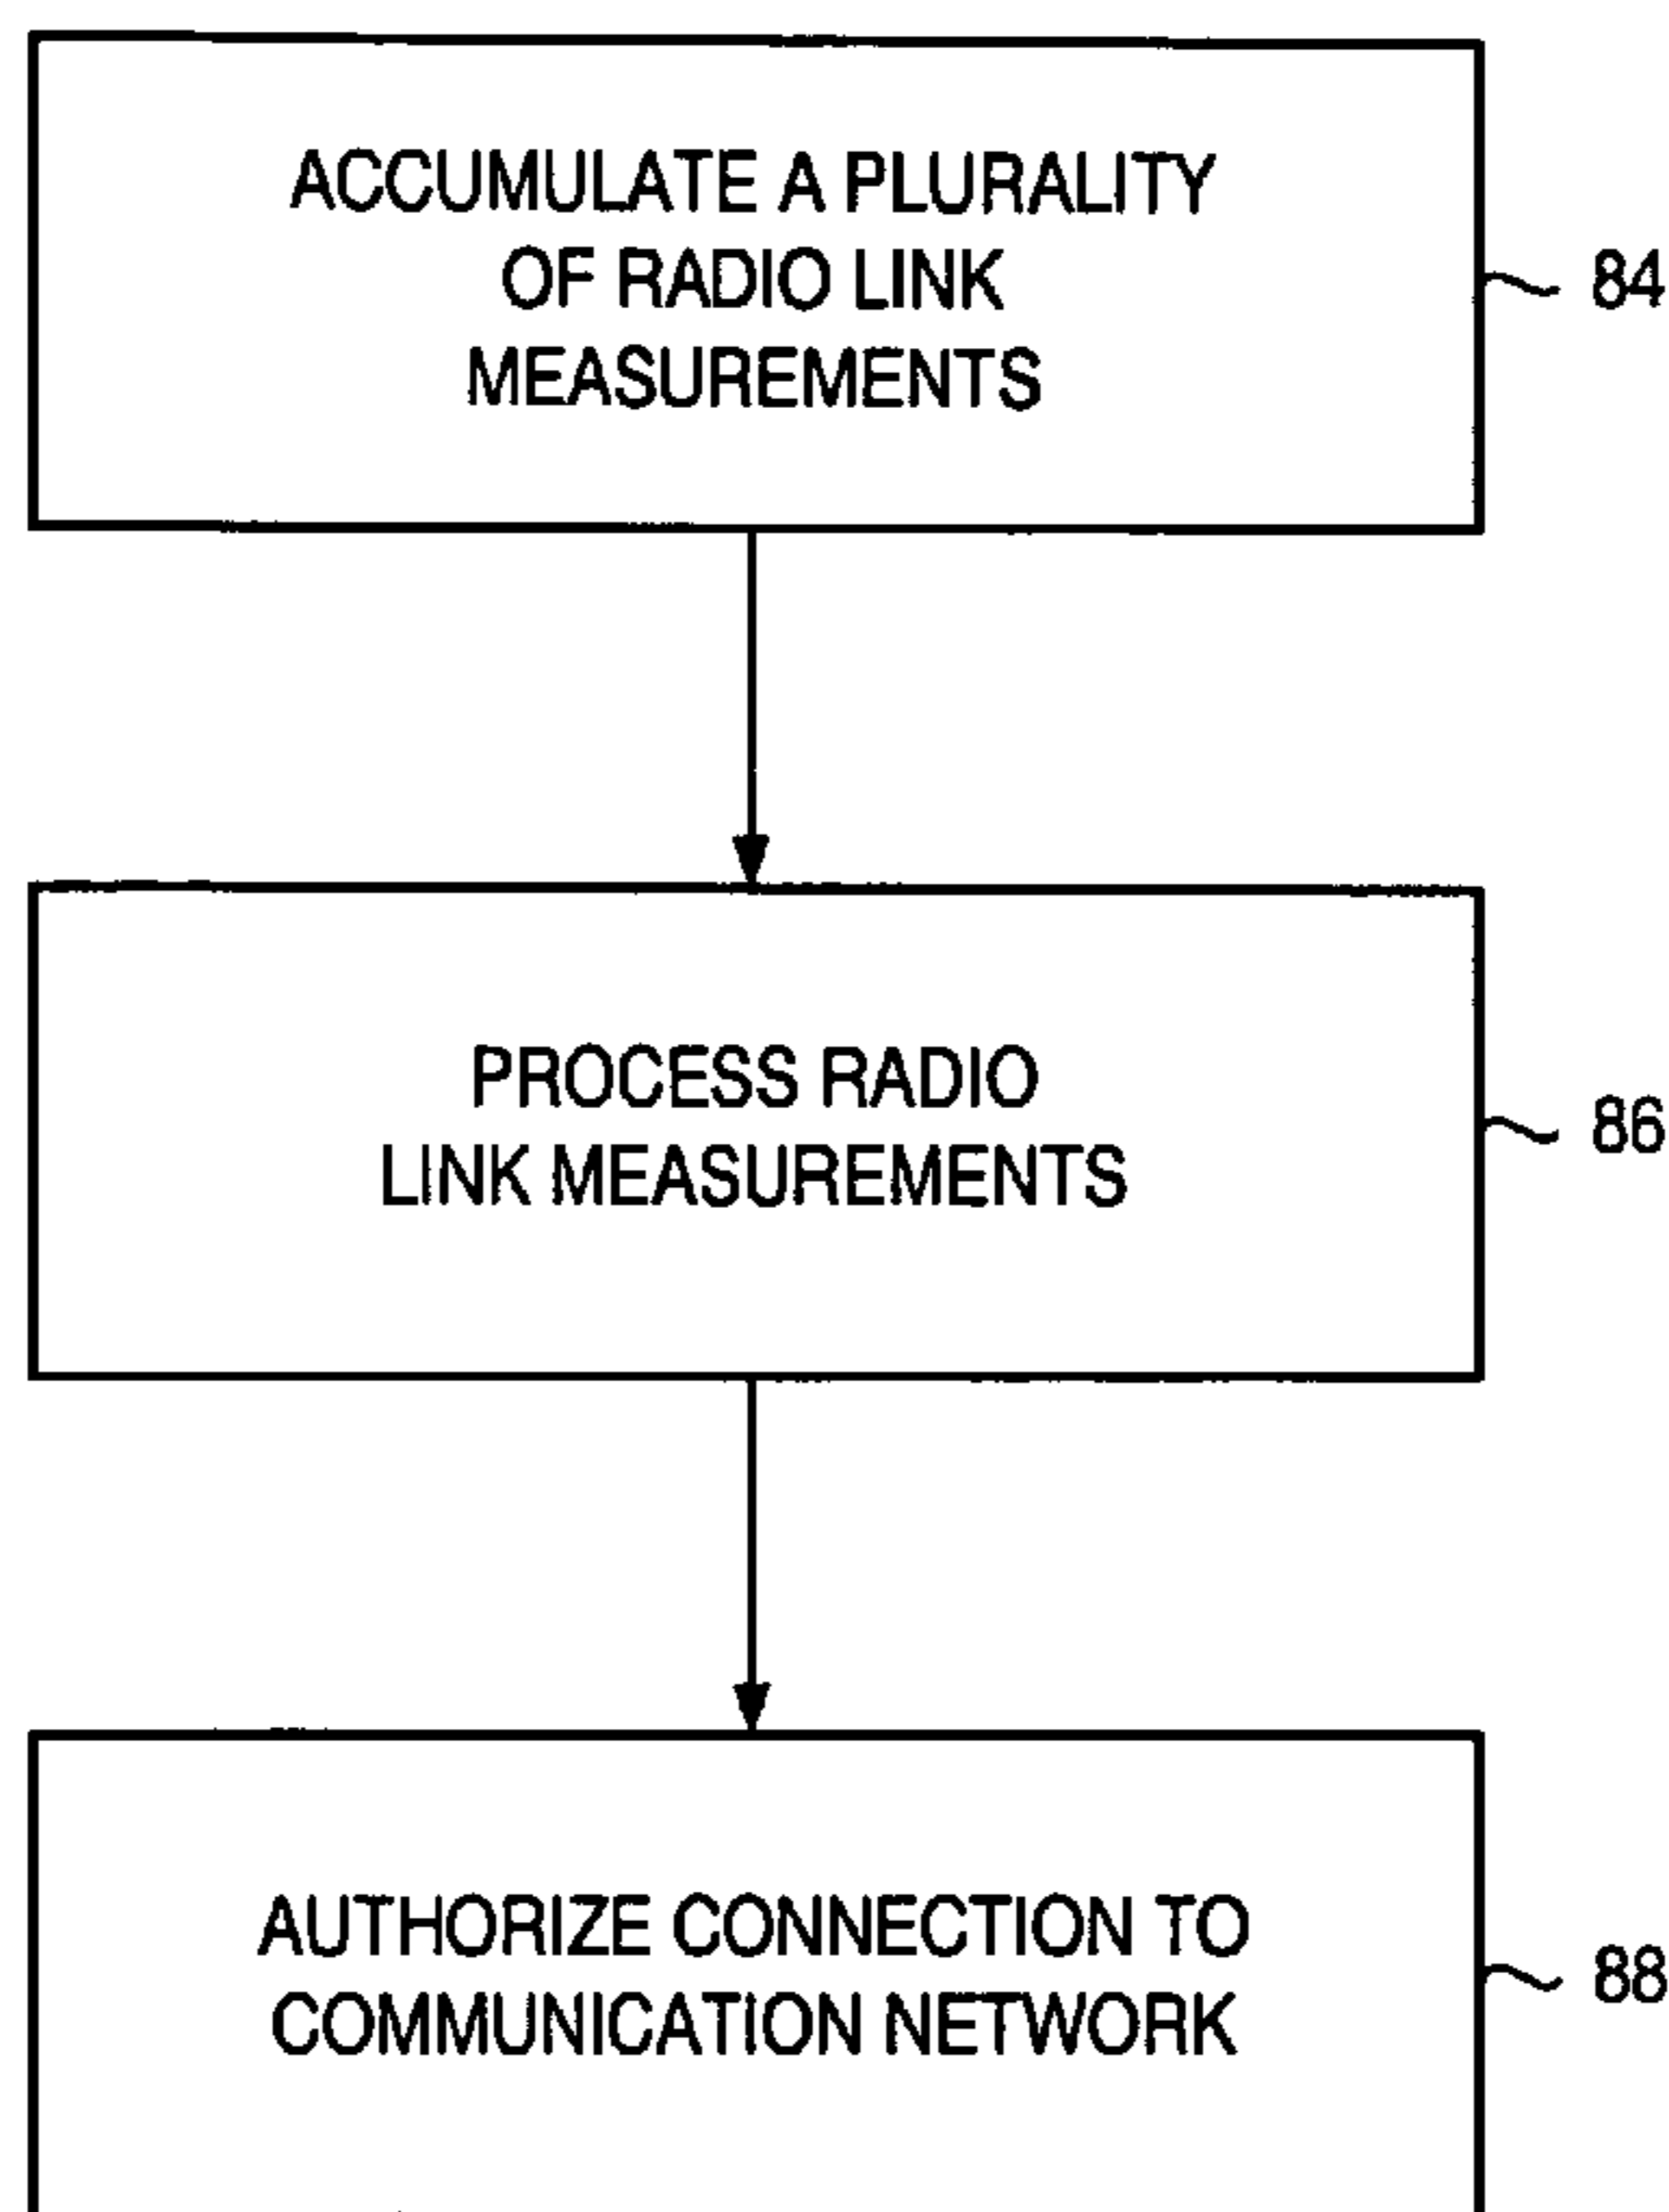 ACCUMULATE A PLURALITY
OF RADIO LINK
MEASUREMENTS
84
PROCESS RADIO
LINK MEASUREMENTS
86
AUTHORIZE CONNECTION TO
COMMUNICATION NETWORK
88